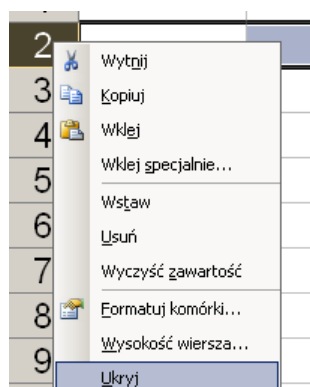 2
Wytnij
3
Kopiuj
4
Wklej
Wklej specjalnie...
5
Wstaw
6
Usuń
7
Wyczyść zawartość
8
Formatuj komórki...
Wysokość wiersza...
9
Ukryj